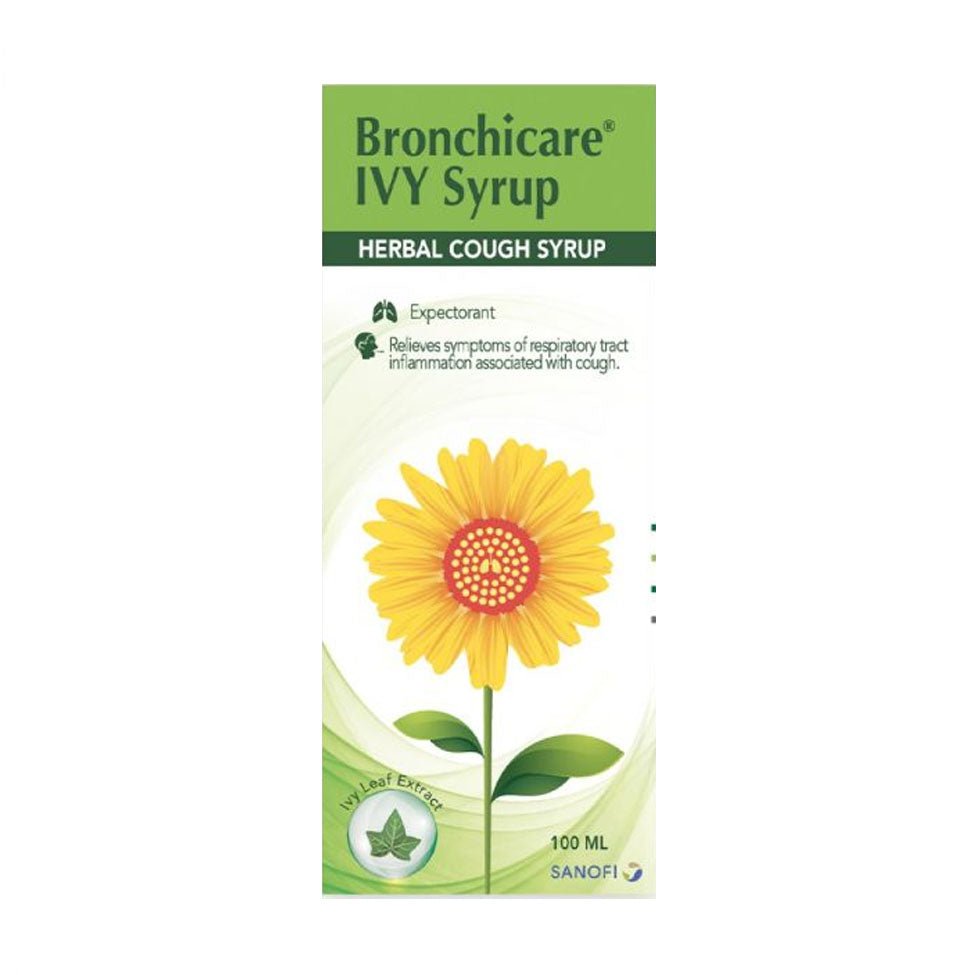 Bronchicare®
IVY Syrup
HERBAL COUGH SYRUP
Expectorant
Relieves symptoms of respiratory tract
inflammation associated with cough.
Ivy Leaf Extract
100 ML
SANOFI